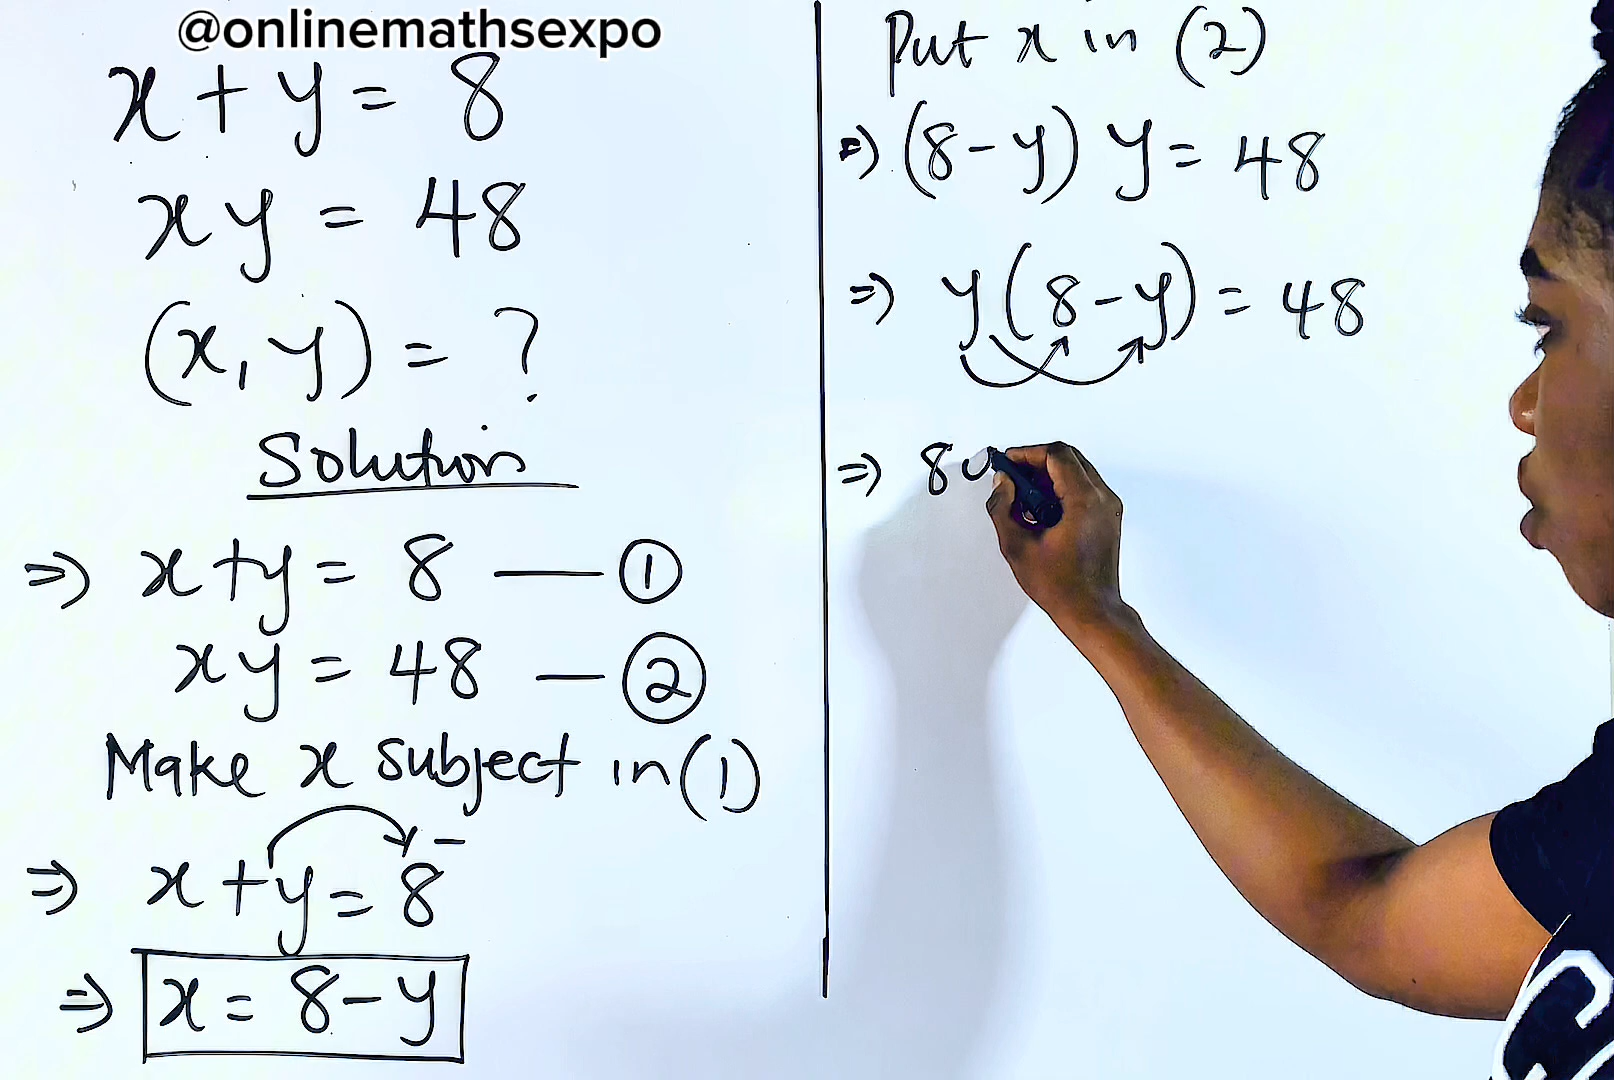 @onlinemathsexpo
x + y = 8
xy = 48
(x, y) = ?
Solution
⇒ x + y = 8 — ①
xy = 48 — ②
Make x subject in (1)
⇒ x + y = 8 −
⇒ x = 8 − y
Put x in (2)
⇒ (8 − y) y = 48
⇒ y(8 − y) = 48
⇒ 8